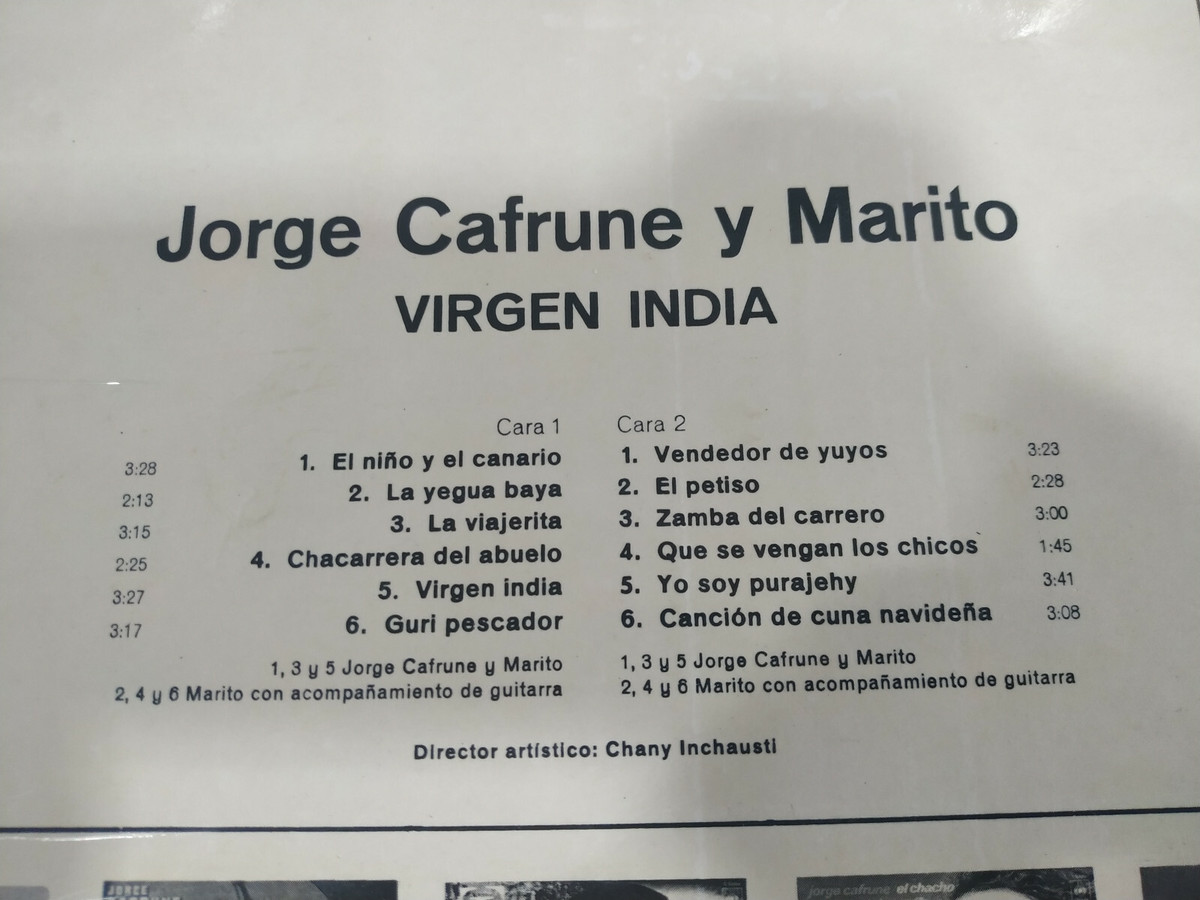 Jorge Cafrune y Marito
VIRGEN INDIA
Cara 1
3:28 1. El niño y el canario
2:13 2. La yegua baya
3:15 3. La viajerita
2:25 4. Chacarrera del abuelo
3:27 5. Virgen india
3:17 6. Guri pescador
1, 3 y 5 Jorge Cafrune y Marito
2, 4 y 6 Marito con acompañamiento de guitarra
Cara 2
1. Vendedor de yuyos 3:23
2. El petiso 2:28
3. Zamba del carrero 3:00
4. Que se vengan los chicos 1:45
5. Yo soy purajehy 3:41
6. Canción de cuna navideña 3:08
1, 3 y 5 Jorge Cafrune y Marito
2, 4 y 6 Marito con acompañamiento de guitarra
Director artístico: Chany Inchausti
JORGE
jorge cafrune el chacho